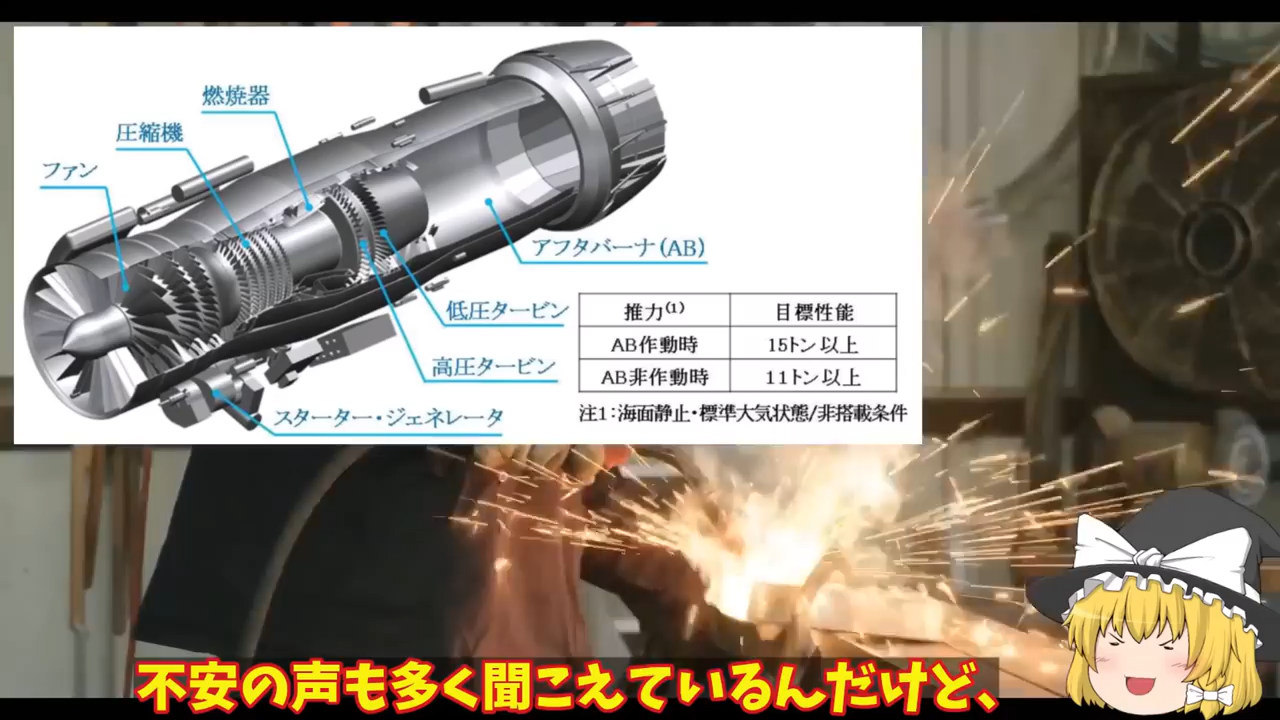 燃焼器
圧縮機
ファン
アフタバーナ(AB)
低圧タービン
高圧タービン
スターター・ジェネレータ
推力(1) 目標性能
AB作動時 15トン以上
AB非作動時 11トン以上
注1:海面静止・標準大気状態/非搭載条件
不安の声も多く聞こえているんだけど、